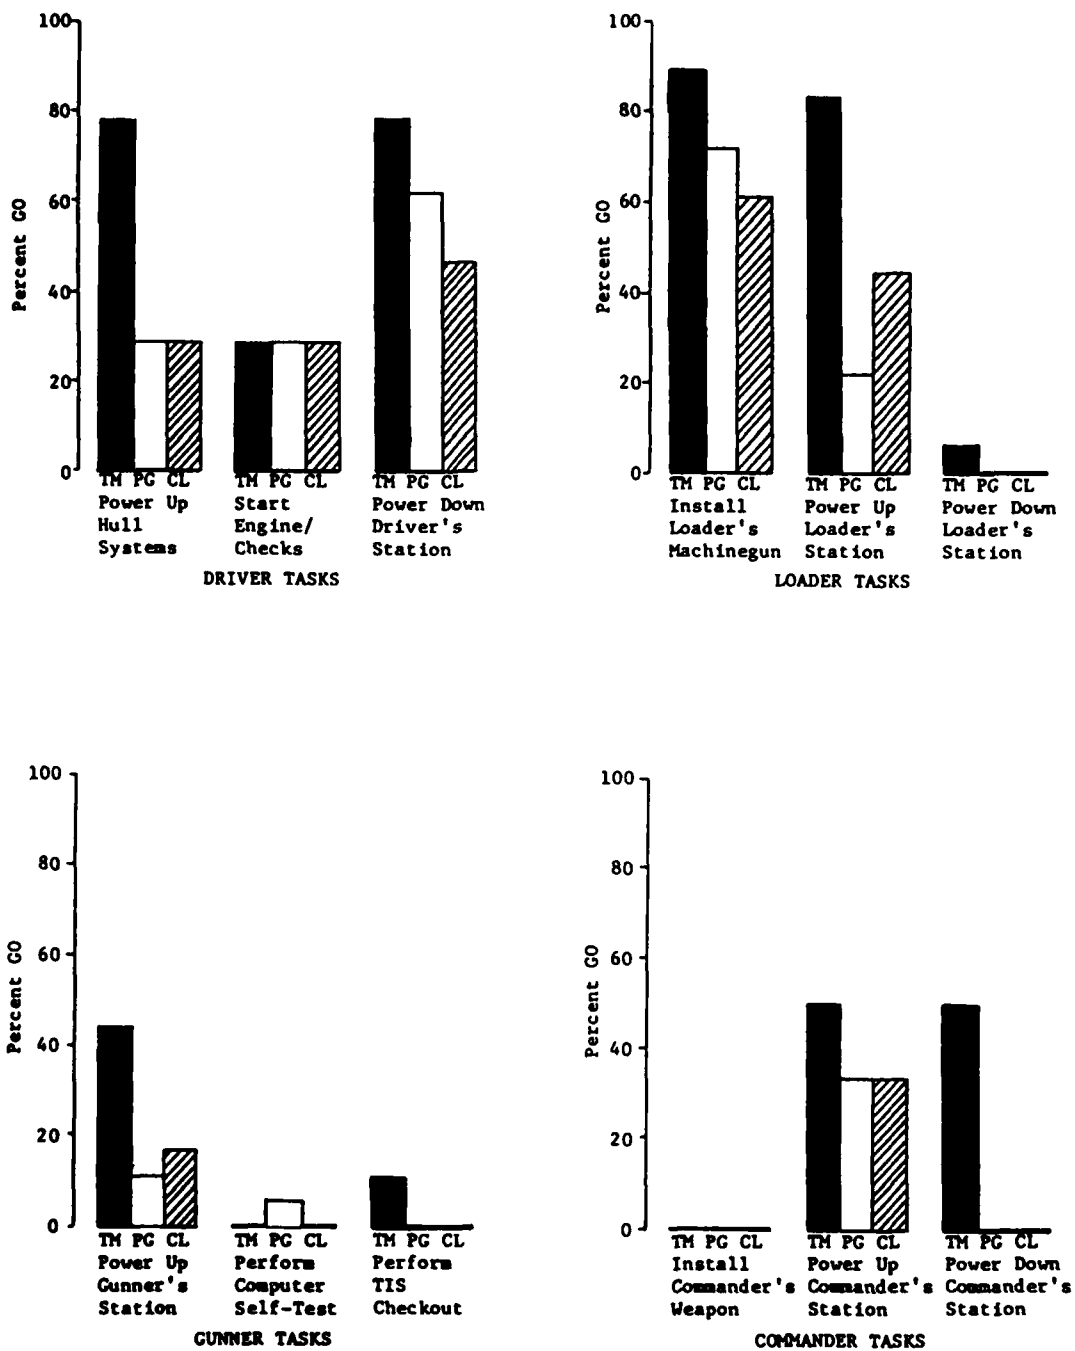 100
80
60
40
20
0
Percent GO
TM PG CL
Power Up
Hull
Systems
TM PG CL
Start
Engine/
Checks
TM PG CL
Power Down
Driver's
Station
DRIVER TASKS
100
80
60
40
20
0
Percent GO
TM PG CL
Install
Loader's
Machinegun
TM PG CL
Power Up
Loader's
Station
TM PG CL
Power Down
Loader's
Station
LOADER TASKS
100
80
60
40
20
0
Percent GO
TM PG CL
Power Up
Gunner's
Station
TM PG CL
Perform
Computer
Self-Test
TM PG CL
Perform
TIS
Checkout
GUNNER TASKS
100
80
60
40
20
0
Percent GO
TM PG CL
Install
Commander's
Weapon
TM PG CL
Power Up
Commander's
Station
TM PG CL
Power Down
Commander's
Station
COMMANDER TASKS